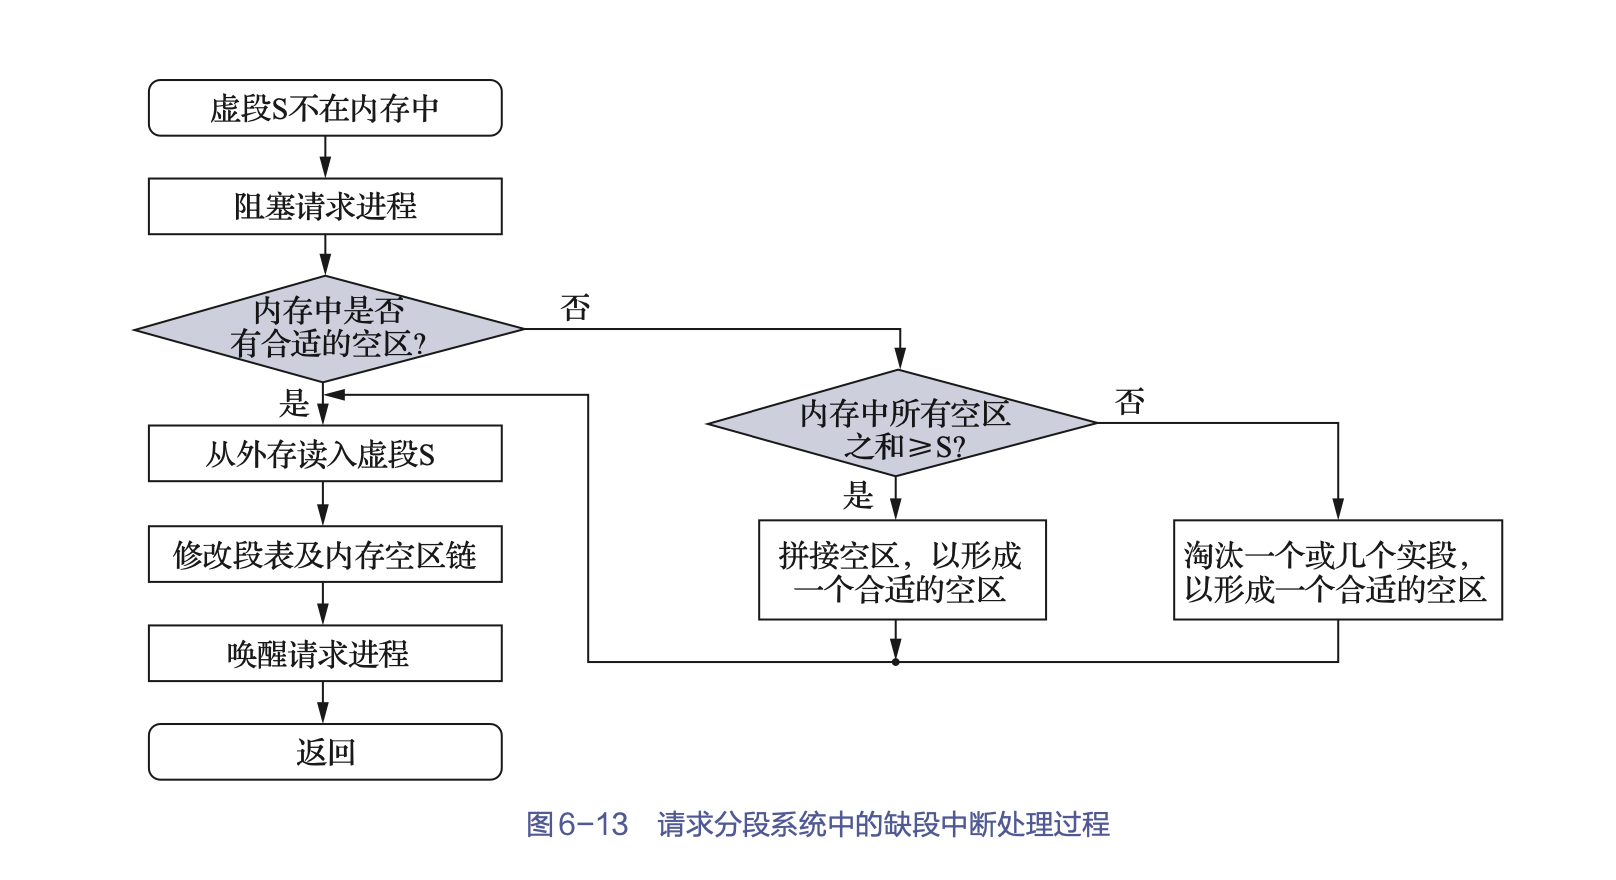 虚段S不在内存中
阻塞请求进程
内存中是否
有合适的空区?
否
是
从外存读入虚段S
修改段表及内存空区链
唤醒请求进程
返回
内存中所有空区
之和≥S?
否
是
拼接空区，以形成
一个合适的空区
淘汰一个或几个实段，
以形成一个合适的空区
图 6-13 请求分段系统中的缺段中断处理过程